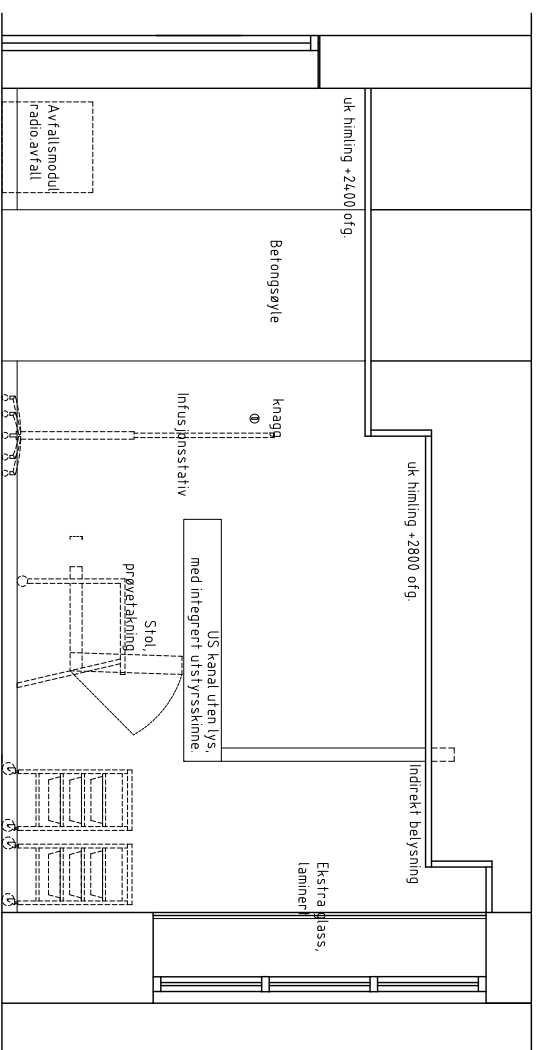 uk himling +2400 ofg.
Avfallsmodul
radio.avfall
Betongsøyle
knagg
Infusjonsstativ
uk himling +2800 ofg.
US kanal uten lys,
med integrert utstyrsskinne.
Stol,
prøvetakning
Indirekt belysning
Ekstra glass,
laminert